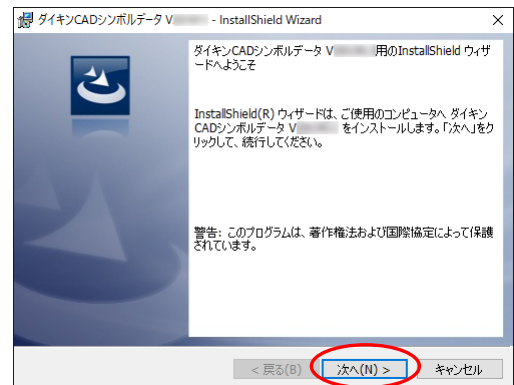 ダイキンCADシンボルデータ V - InstallShield Wizard
ダイキンCADシンボルデータ V 用のInstallShield ウィザ
ードへようこそ
InstallShield(R) ウィザードは、ご使用のコンピュータへ ダイキン
CADシンボルデータ V をインストールします。「次へ」をク
リックして、続行してください。
警告: このプログラムは、著作権法および国際協定によって保護
されています。
< 戻る(B) 次へ(N) > キャンセル